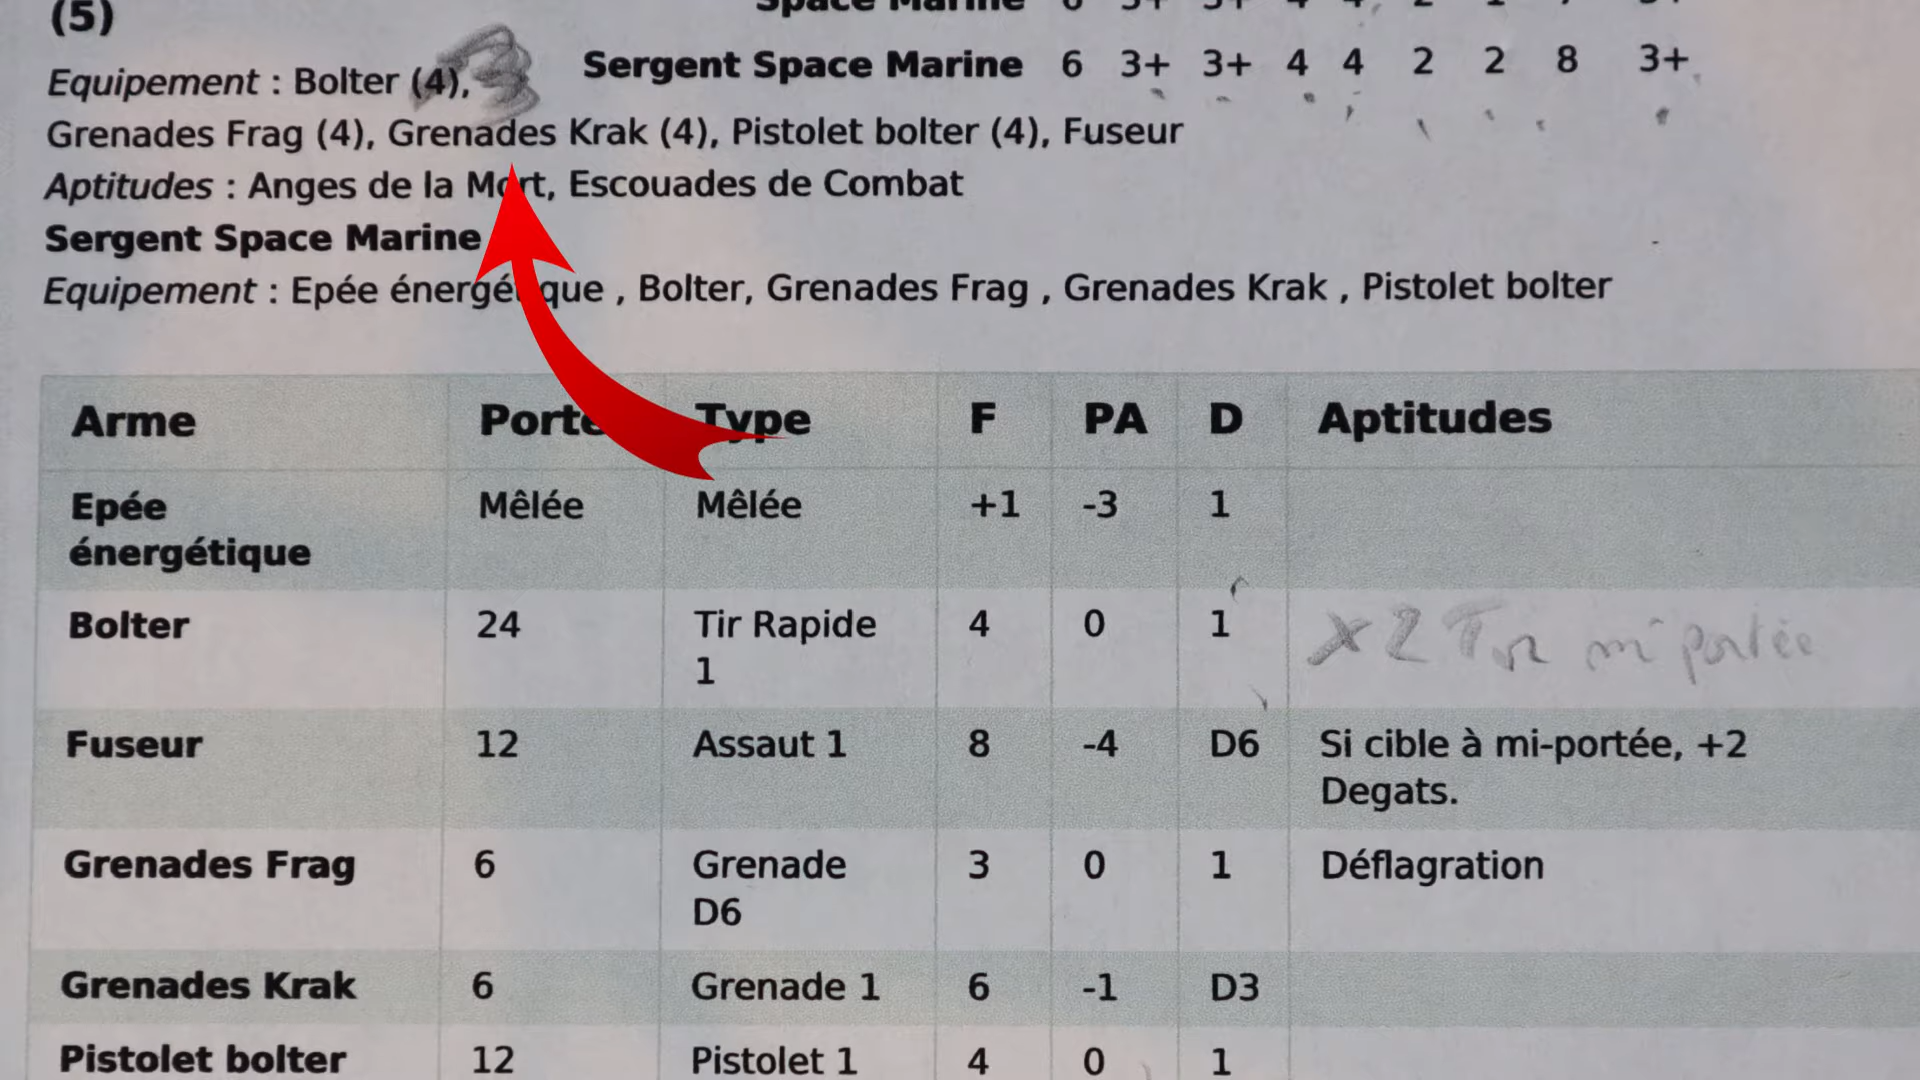 (5)
Space Marine
Sergent Space Marine 6 3+ 3+ 4 4 2 2 8 3+
Equipement : Bolter (4),
Grenades Frag (4), Grenades Krak (4), Pistolet bolter (4), Fuseur
Aptitudes : Anges de la Mort, Escouades de Combat
Sergent Space Marine
Equipement : Epée énergétique , Bolter, Grenades Frag , Grenades Krak , Pistolet bolter
Arme Porté Type F PA D Aptitudes
Epée Mêlée Mêlée +1 -3 1
énergétique
Bolter 24 Tir Rapide 4 0 1 x2 Tir mi portée
1
Fuseur 12 Assaut 1 8 -4 D6 Si cible à mi-portée, +2
Degats.
Grenades Frag 6 Grenade 3 0 1 Déflagration
D6
Grenades Krak 6 Grenade 1 6 -1 D3
Pistolet bolter 12 Pistolet 1 4 0 1